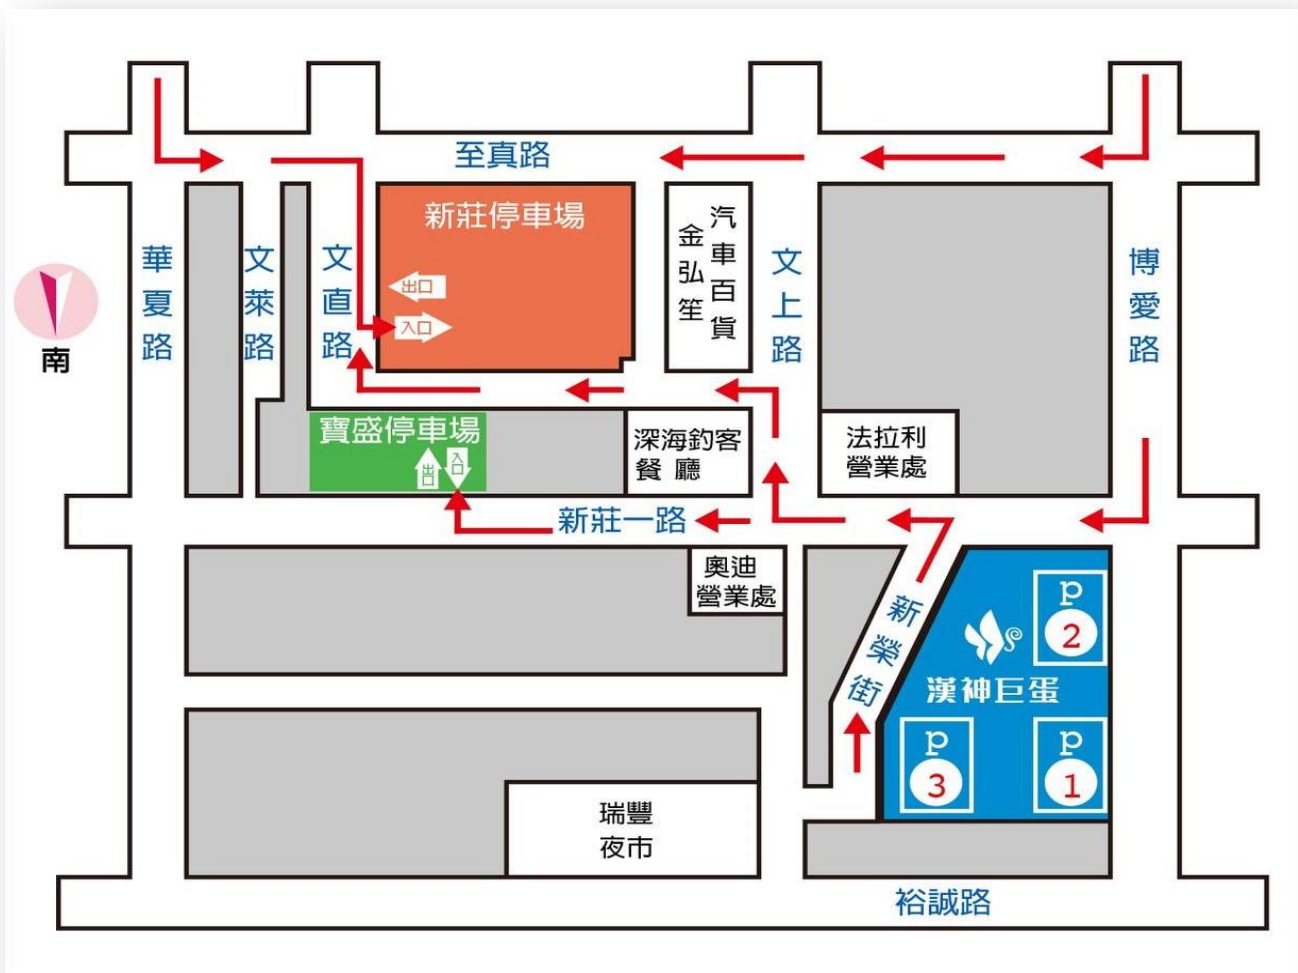 至真路
新莊停車場
出口
入口
汽車百貨
金弘笙
華夏路
文萊路
文直路
文上路
博愛路
南
寶盛停車場
出口
入口
深海釣客
餐廳
法拉利
營業處
新莊一路
奧迪
營業處
新榮街
p
2
漢神巨蛋
p
3
p
1
瑞豐
夜市
裕誠路